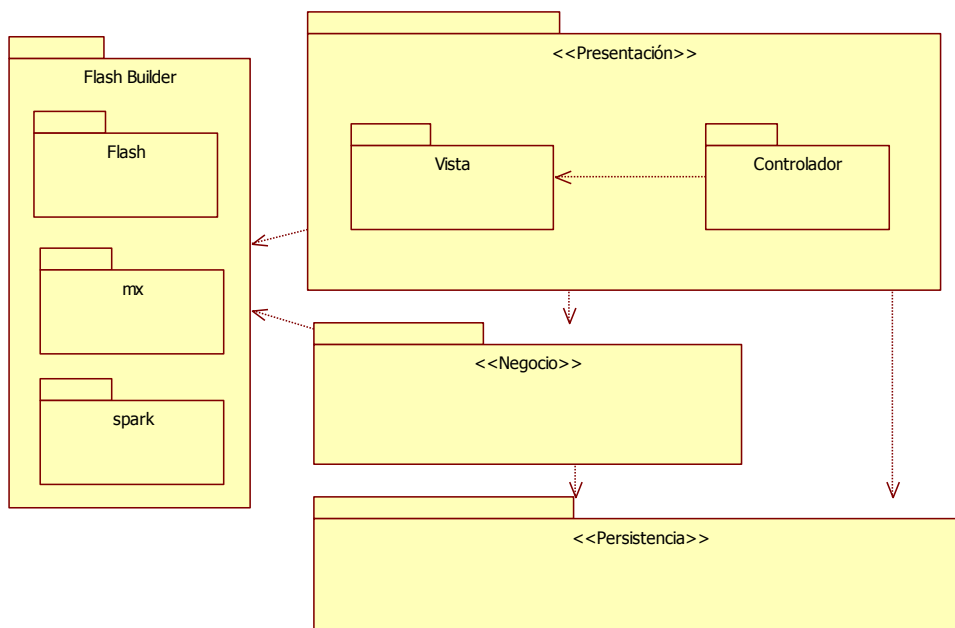 Flash Builder
Flash
mx
spark
<<Presentación>>
Vista
Controlador
<<Negocio>>
<<Persistencia>>